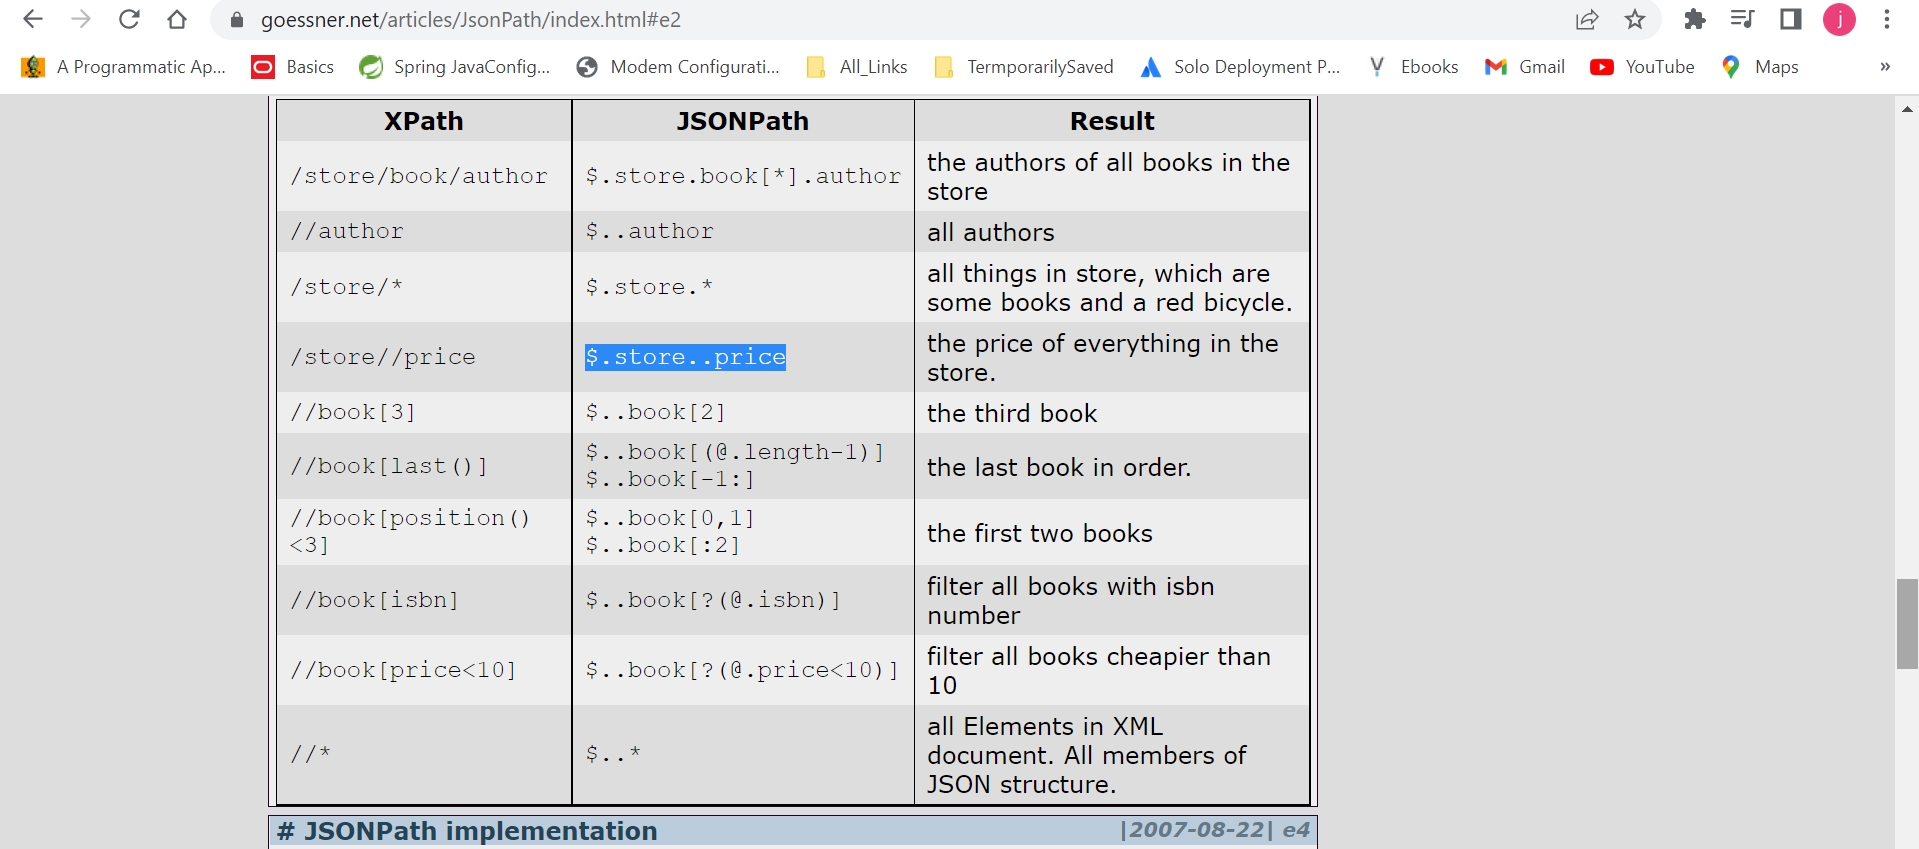 goessner.net/articles/JsonPath/index.html#e2
j
A Programmatic Ap... Basics Spring JavaConfig... Modem Configurati... All_Links TermporarilySaved Solo Deployment P... Ebooks Gmail YouTube Maps »
XPath JSONPath Result
/store/book/author $.store.book[*].author the authors of all books in the
store
//author $..author all authors
/store/* $.store.* all things in store, which are
some books and a red bicycle.
/store//price $.store..price the price of everything in the
store.
//book[3] $..book[2] the third book
//book[last()] $..book[(@.length-1)]
$..book[-1:] the last book in order.
//book[position()
<3] $..book[0,1]
$..book[:2] the first two books
//book[isbn] $..book[?(@.isbn)] filter all books with isbn
number
//book[price<10] $..book[?(@.price<10)] filter all books cheapier than
10
//* $..* all Elements in XML
document. All members of
JSON structure.
# JSONPath implementation |2007-08-22| e4